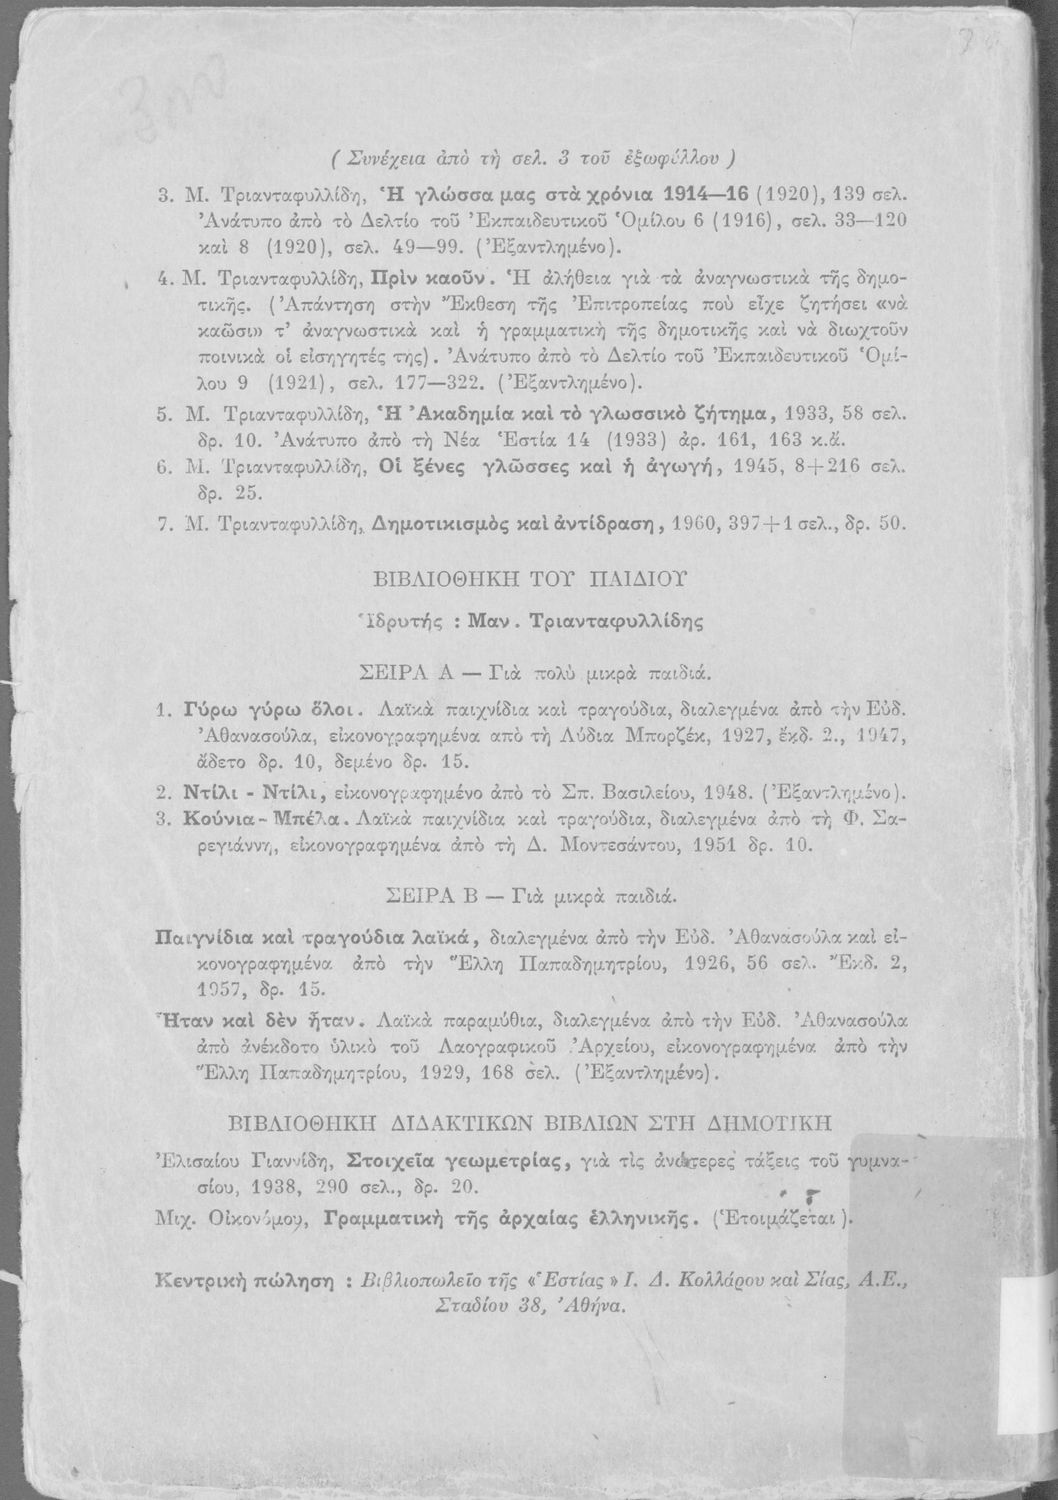 ( Συνέχεια ἀπὸ τὴ σελ. 3 τοῦ ἐξωφύλλου )
3. Μ. Τριανταφυλλίδη, Ἡ γλώσσα μας στὰ χρόνια 1914—16 (1920), 139 σελ.
Ἀνάτυπο ἀπὸ τὸ Δελτίο τοῦ Ἐκπαιδευτικοῦ Ὁμίλου 6 (1916), σελ. 33—120
καὶ 8 (1920), σελ. 49—99. (Ἐξαντλημένο).
4. Μ. Τριανταφυλλίδη, Πρὶν καοῦν. Ἡ ἀλήθεια γιὰ τὰ ἀναγνωστικὰ τῆς δημο-
τικῆς. (Ἀπάντηση στὴν Ἔκθεση τῆς Ἐπιτροπείας ποὺ εἶχε ζητήσει «νὰ
καῶσι» τ’ ἀναγνωστικὰ καὶ ἡ γραμματικὴ τῆς δημοτικῆς καὶ νὰ διωχτοῦν
ποινικὰ οἱ εἰσηγητές της). Ἀνάτυπο ἀπὸ τὸ Δελτίο τοῦ Ἐκπαιδευτικοῦ Ὁμί-
λου 9 (1921), σελ. 177—322. (Ἐξαντλημένο).
5. Μ. Τριανταφυλλίδη, Ἡ Ἀκαδημία καὶ τὸ γλωσσικὸ ζήτημα, 1933, 58 σελ.
δρ. 10. Ἀνάτυπο ἀπὸ τὴ Νέα Ἑστία 14 (1933) ἀρ. 161, 163 κ.ἄ.
6. Μ. Τριανταφυλλίδη, Οἱ ξένες γλῶσσες καὶ ἡ ἀγωγή, 1945, 8+216 σελ.
δρ. 25.
7. Μ. Τριανταφυλλίδη, Δημοτικισμὸς καὶ ἀντίδραση, 1960, 397+1 σελ., δρ. 50.
ΒΙΒΛΙΟΘΗΚΗ ΤΟΥ ΠΑΙΔΙΟΥ
Ἱδρυτής : Μαν. Τριανταφυλλίδης
ΣΕΙΡΑ Α — Γιὰ πολὺ μικρὰ παιδιά.
1. Γύρω γύρω ὅλοι. Λαϊκὰ παιχνίδια καὶ τραγούδια, διαλεγμένα ἀπὸ τὴν Εὐδ.
Ἀθανασούλα, εἰκονογραφημένα από τὴ Λύδια Μπορζέκ, 1927, ἔκδ. 2., 1947,
ἄδετο δρ. 10, δεμένο δρ. 15.
2. Ντίλι - Ντίλι, εἰκονογραφημένο ἀπὸ τὸ Σπ. Βασιλείου, 1948. (Ἐξαντλημένο).
3. Κούνια - Μπέλα. Λαϊκὰ παιχνίδια καὶ τραγούδια, διαλεγμένα ἀπὸ τὴ Φ. Σα-
ρεγιάννη, εἰκονογραφημένα ἀπὸ τὴ Δ. Μοντεσάντου, 1951 δρ. 10.
ΣΕΙΡΑ Β — Γιὰ μικρὰ παιδιά.
Παιγνίδια καὶ τραγούδια λαϊκά, διαλεγμένα ἀπὸ τὴν Εὐδ. Ἀθανασούλα καὶ εἰ-
κονογραφημένα ἀπὸ τὴν Ἕλλη Παπαδημητρίου, 1926, 56 σελ. Ἔκδ. 2,
1957, δρ. 15.
Ἦταν καὶ δὲν ἦταν. Λαϊκὰ παραμύθια, διαλεγμένα ἀπὸ τὴν Εὐδ. Ἀθανασούλα
ἀπὸ ἀνέκδοτο ὑλικὸ τοῦ Λαογραφικοῦ Ἀρχείου, εἰκονογραφημένα ἀπὸ τὴν
Ἕλλη Παπαδημητρίου, 1929, 168 σελ. (Ἐξαντλημένο).
ΒΙΒΛΙΟΘΗΚΗ ΔΙΔΑΚΤΙΚΩΝ ΒΙΒΛΙΩΝ ΣΤΗ ΔΗΜΟΤΙΚΗ
Ἐλισαίου Γιαννίδη, Στοιχεῖα γεωμετρίας, γιὰ τὶς ἀνώτερες τάξεις τοῦ γυμνα-
σίου, 1938, 290 σελ., δρ. 20.
Μιχ. Οἰκονόμου, Γραμματικὴ τῆς ἀρχαίας ἑλληνικῆς. (Ἑτοιμάζεται).
Κεντρικὴ πώληση : Βιβλιοπωλεῖο τῆς «Ἑστίας» Ι. Δ. Κολλάρου καὶ Σίας, Α.Ε.,
Σταδίου 38, Ἀθήνα.